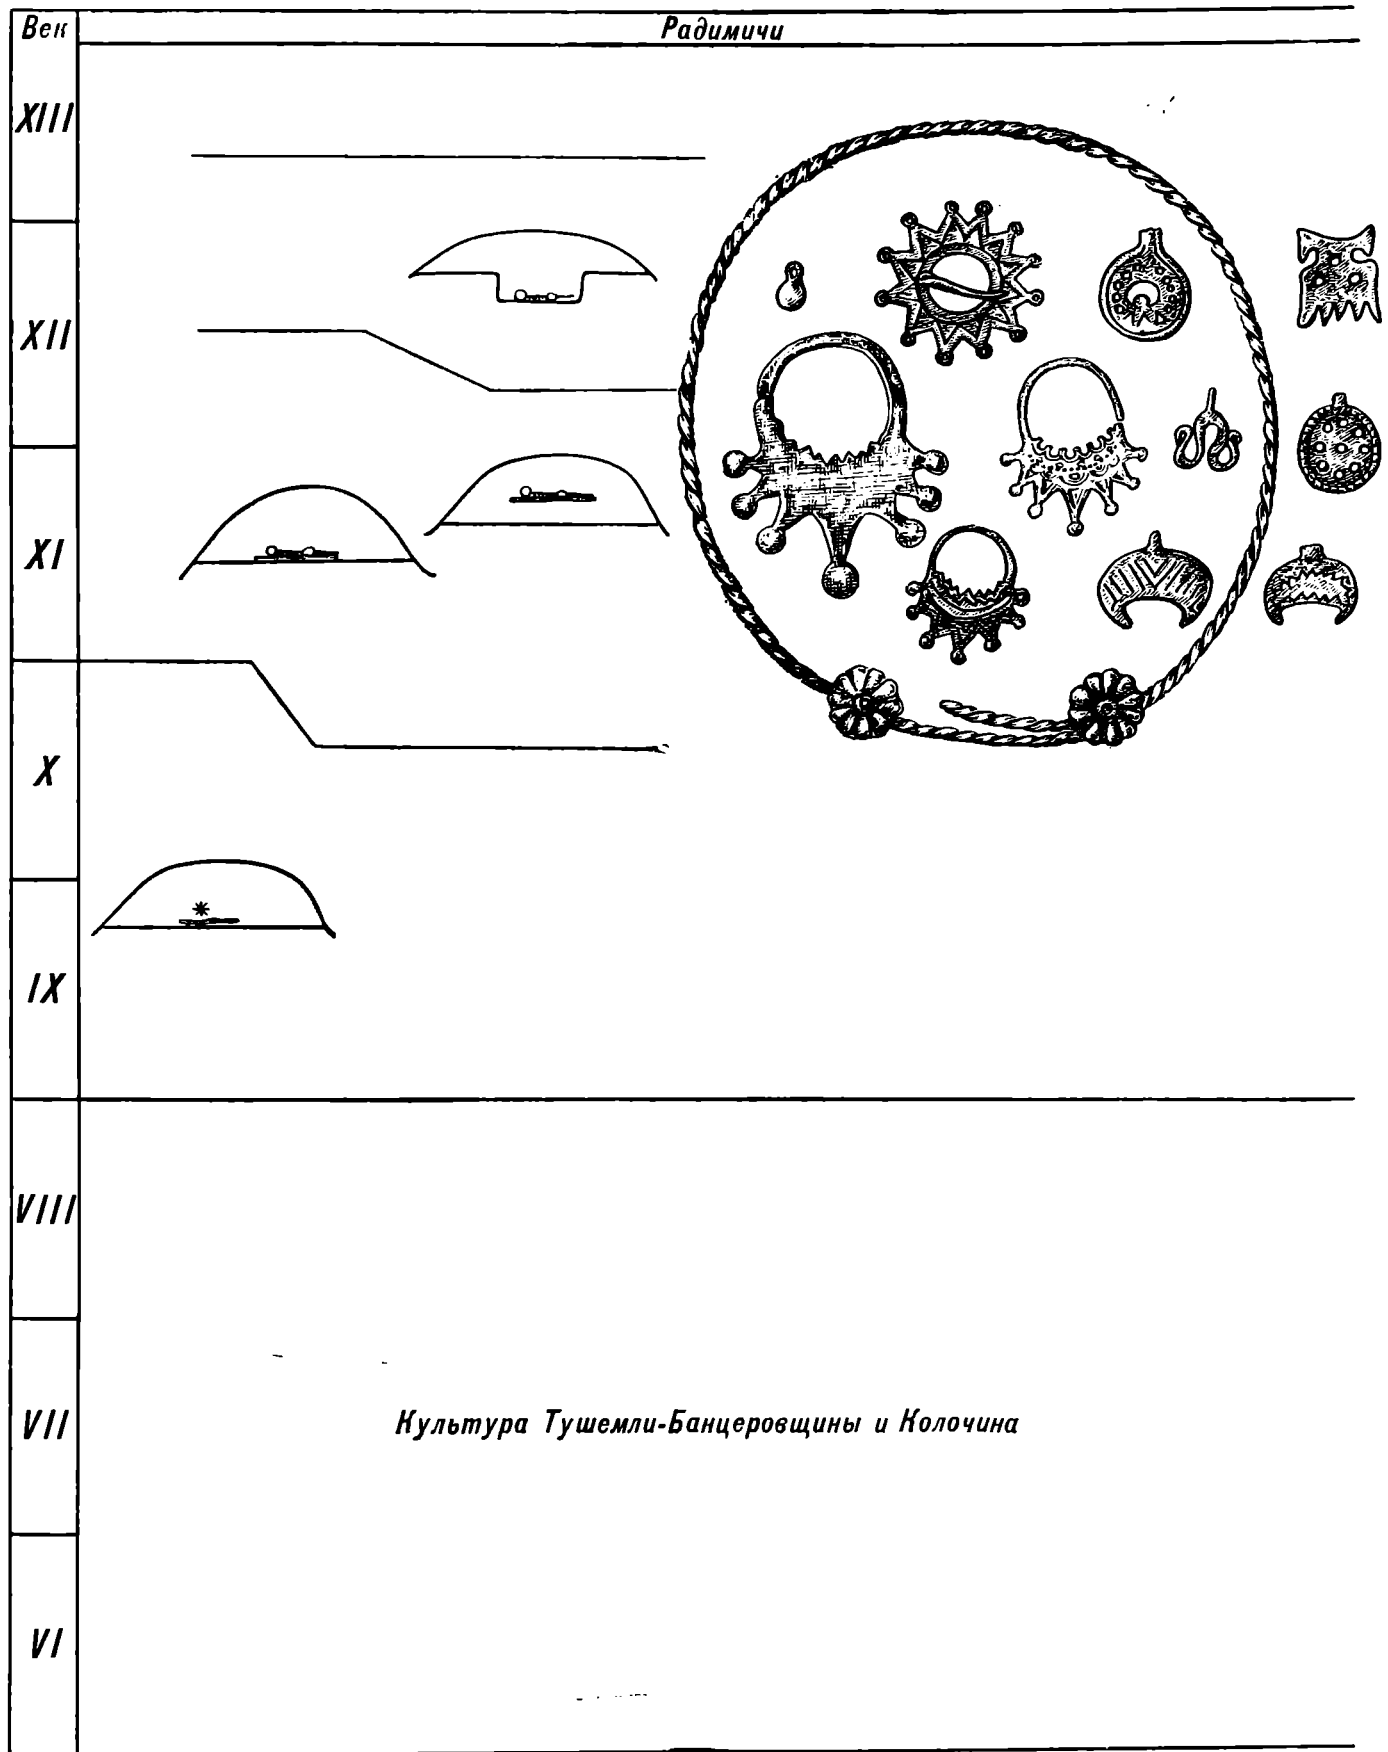 Век Радимичи
XIII
XII
XI
X
IX
VIII
VII Культура Тушемли-Банцеровщины и Колочина
VI